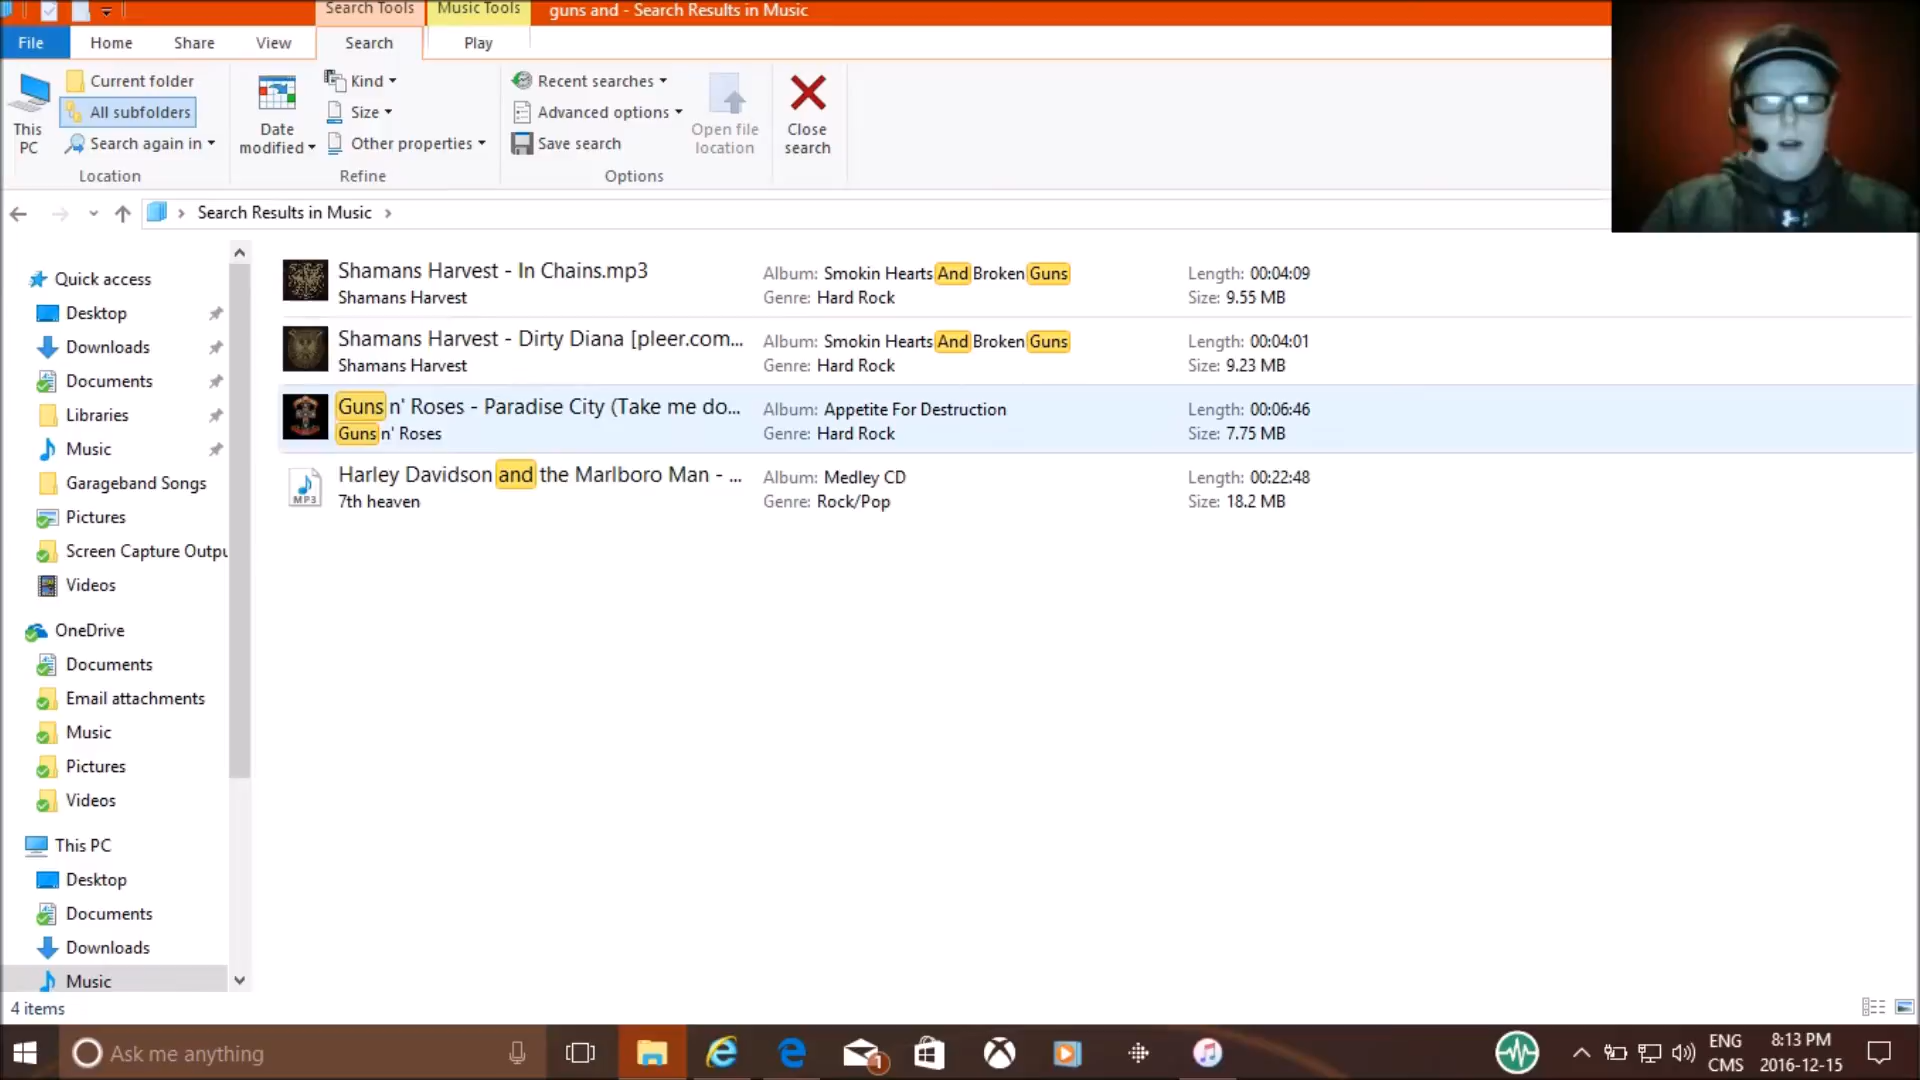 Search Tools
Music Tools
guns and - Search Results in Music
File
Home
Share
View
Search
Play
This PC
Current folder
All subfolders
Search again in
Location
Date modified
Kind
Size
Other properties
Refine
Recent searches
Advanced options
Save search
Options
Open file location
Close search
Search Results in Music
Quick access
Desktop
Downloads
Documents
Libraries
Music
Garageband Songs
Pictures
Screen Capture Outpu
Videos
OneDrive
Documents
Email attachments
Music
Pictures
Videos
This PC
Desktop
Documents
Downloads
Music
Shamans Harvest - In Chains.mp3
Shamans Harvest
Album: Smokin Hearts And Broken Guns
Genre: Hard Rock
Length: 00:04:09
Size: 9.55 MB
Shamans Harvest - Dirty Diana [pleer.com...
Shamans Harvest
Album: Smokin Hearts And Broken Guns
Genre: Hard Rock
Length: 00:04:01
Size: 9.23 MB
Guns n' Roses - Paradise City (Take me do...
Guns n' Roses
Album: Appetite For Destruction
Genre: Hard Rock
Length: 00:06:46
Size: 7.75 MB
MP3
Harley Davidson and the Marlboro Man - ...
7th heaven
Album: Medley CD
Genre: Rock/Pop
Length: 00:22:48
Size: 18.2 MB
4 items
Ask me anything
1
ENG
CMS
8:13 PM
2016-12-15